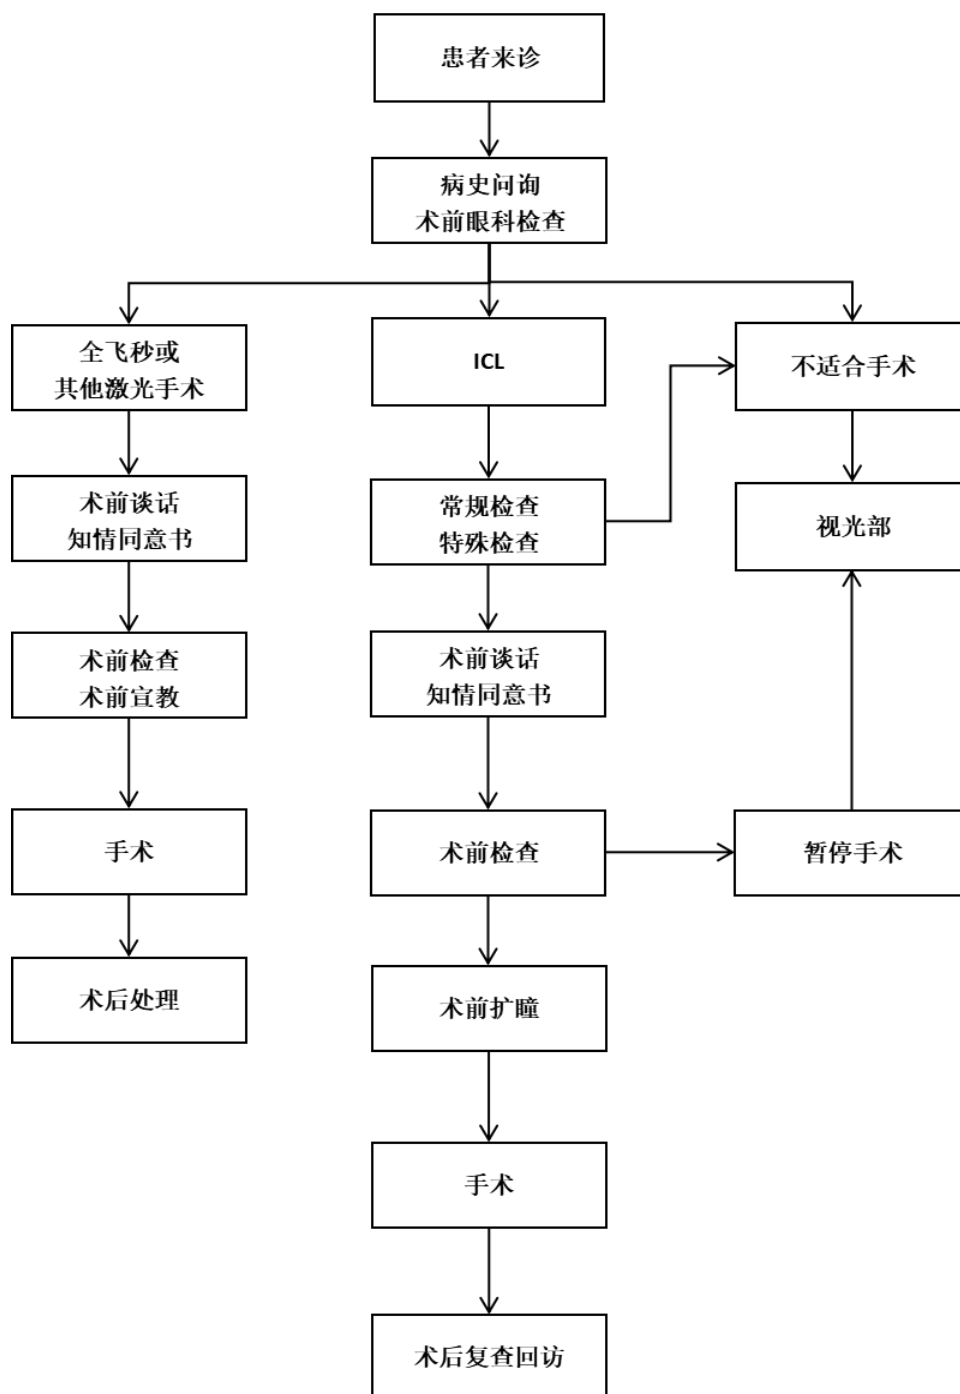 患者来诊
病史问询
术前眼科检查
全飞秒或
其他激光手术
ICL
不适合手术
术前谈话
知情同意书
常规检查
特殊检查
视光部
术前检查
术前宣教
术前谈话
知情同意书
手术
术前检查
暂停手术
术后处理
术前扩瞳
手术
术后复查回访